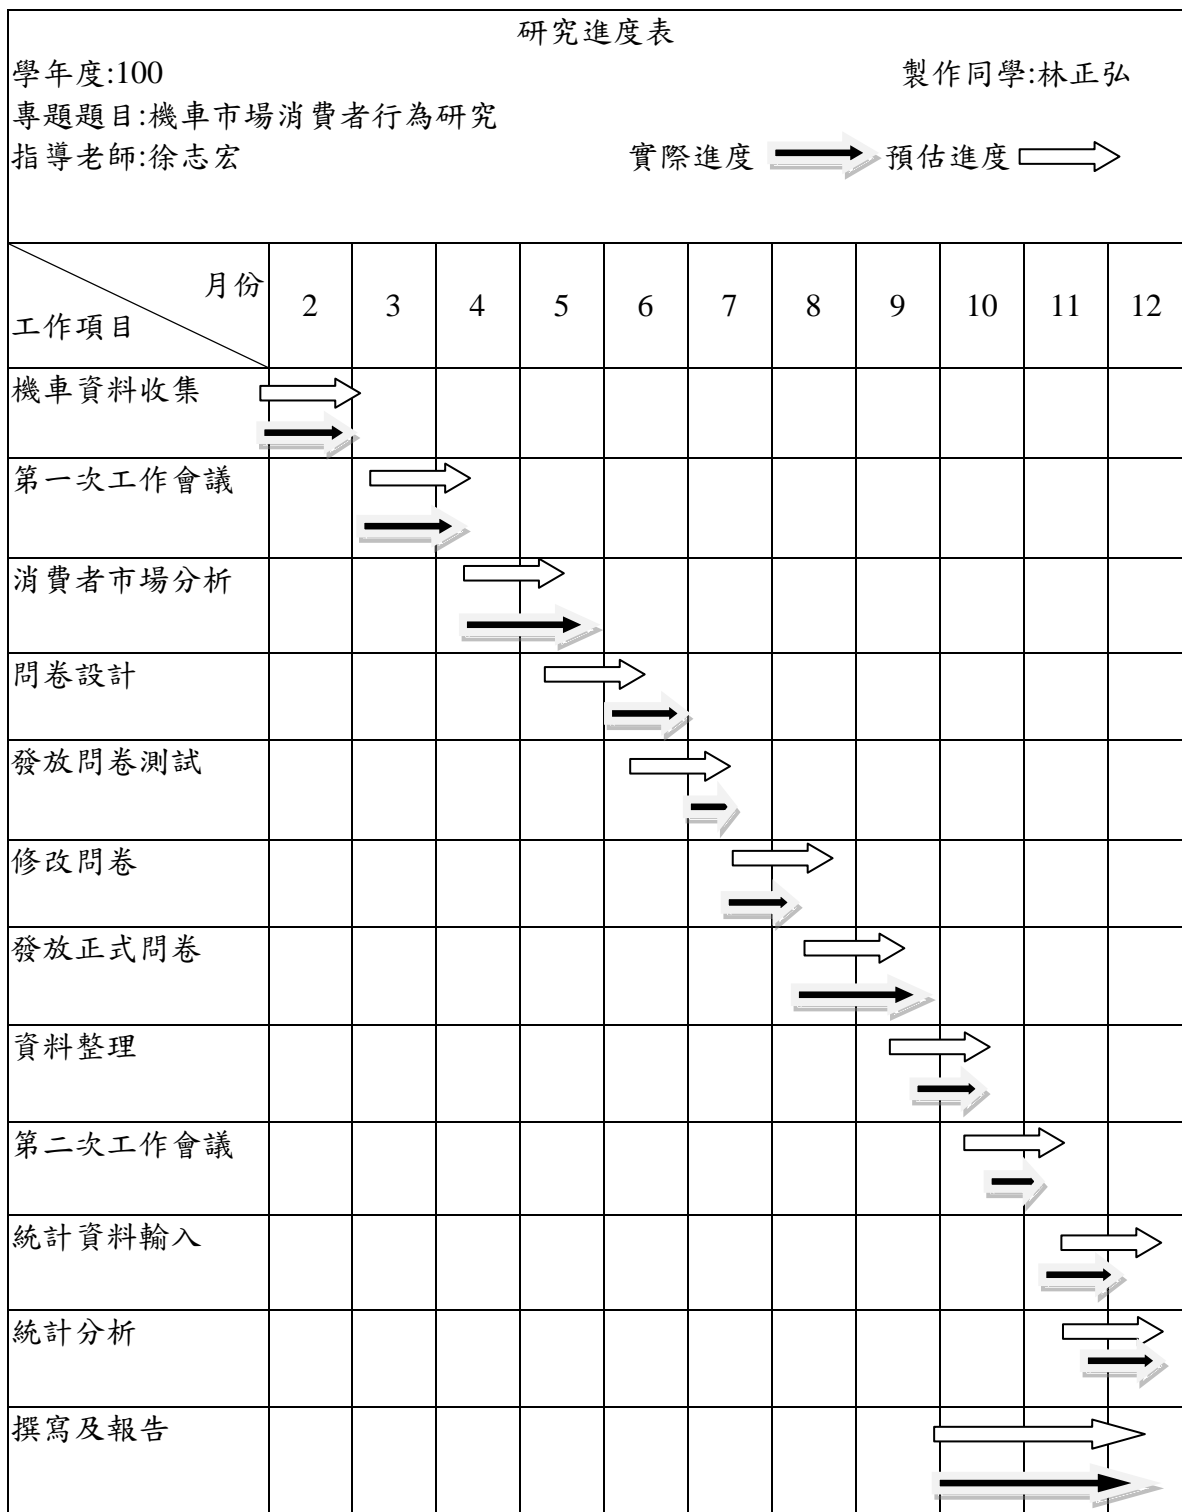 研究進度表
學年度:100 製作同學:林正弘
專題題目:機車市場消費者行為研究
指導老師:徐志宏 實際進度 預估進度
月份 2 3 4 5 6 7 8 9 10 11 12
工作項目
機車資料收集
第一次工作會議
消費者市場分析
問卷設計
發放問卷測試
修改問卷
發放正式問卷
資料整理
第二次工作會議
統計資料輸入
統計分析
撰寫及報告